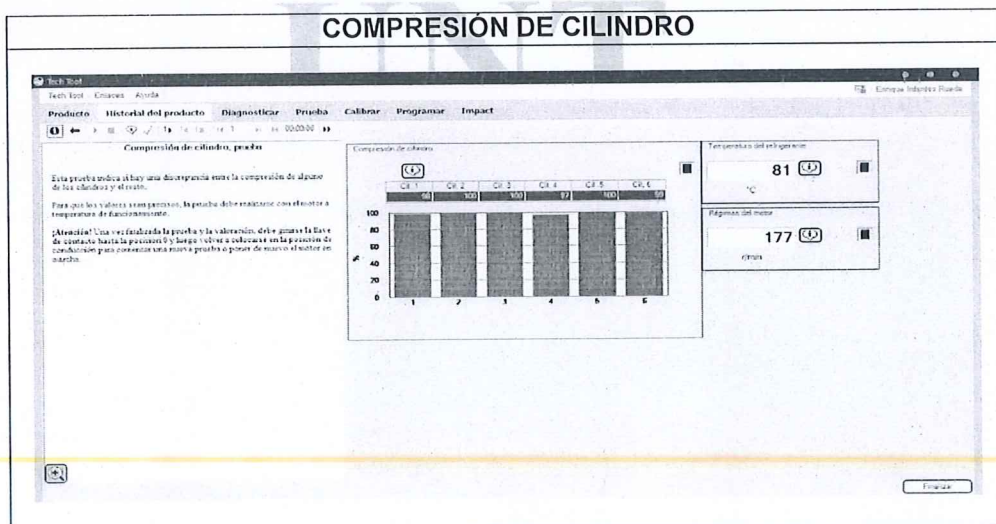 COMPRESIÓN DE CILINDRO
Tech Tool
Tech Tool Enlaces Ayuda
Producto Historial del producto Diagnosticar Prueba Calibrar Programar Impact
00:00:00
Compresión de cilindro, prueba
Esta prueba indica si hay una discrepancia entre la compresión de alguno
de los cilindros y el resto.
Para que los valores sean precisos, la prueba debe realizarse con el motor a
temperatura de funcionamiento.
¡Atención! Una vez finalizada la prueba y la valoración, debe girarse la llave
de contacto hasta la posición 0 y luego volver a colocarse en la posición de
conducción para comenzar una nueva prueba o poner de nuevo el motor en
marcha.
Compresión de cilindro
Cil. 1 Cil. 2 Cil. 3 Cil. 4 Cil. 5 Cil. 6
100 100 97 100
100
80
60
%
40
20
0
1 2 3 4 5 6
Temperatura del refrigerante
81
°C
Régimen del motor
177
r/min
Finalizar